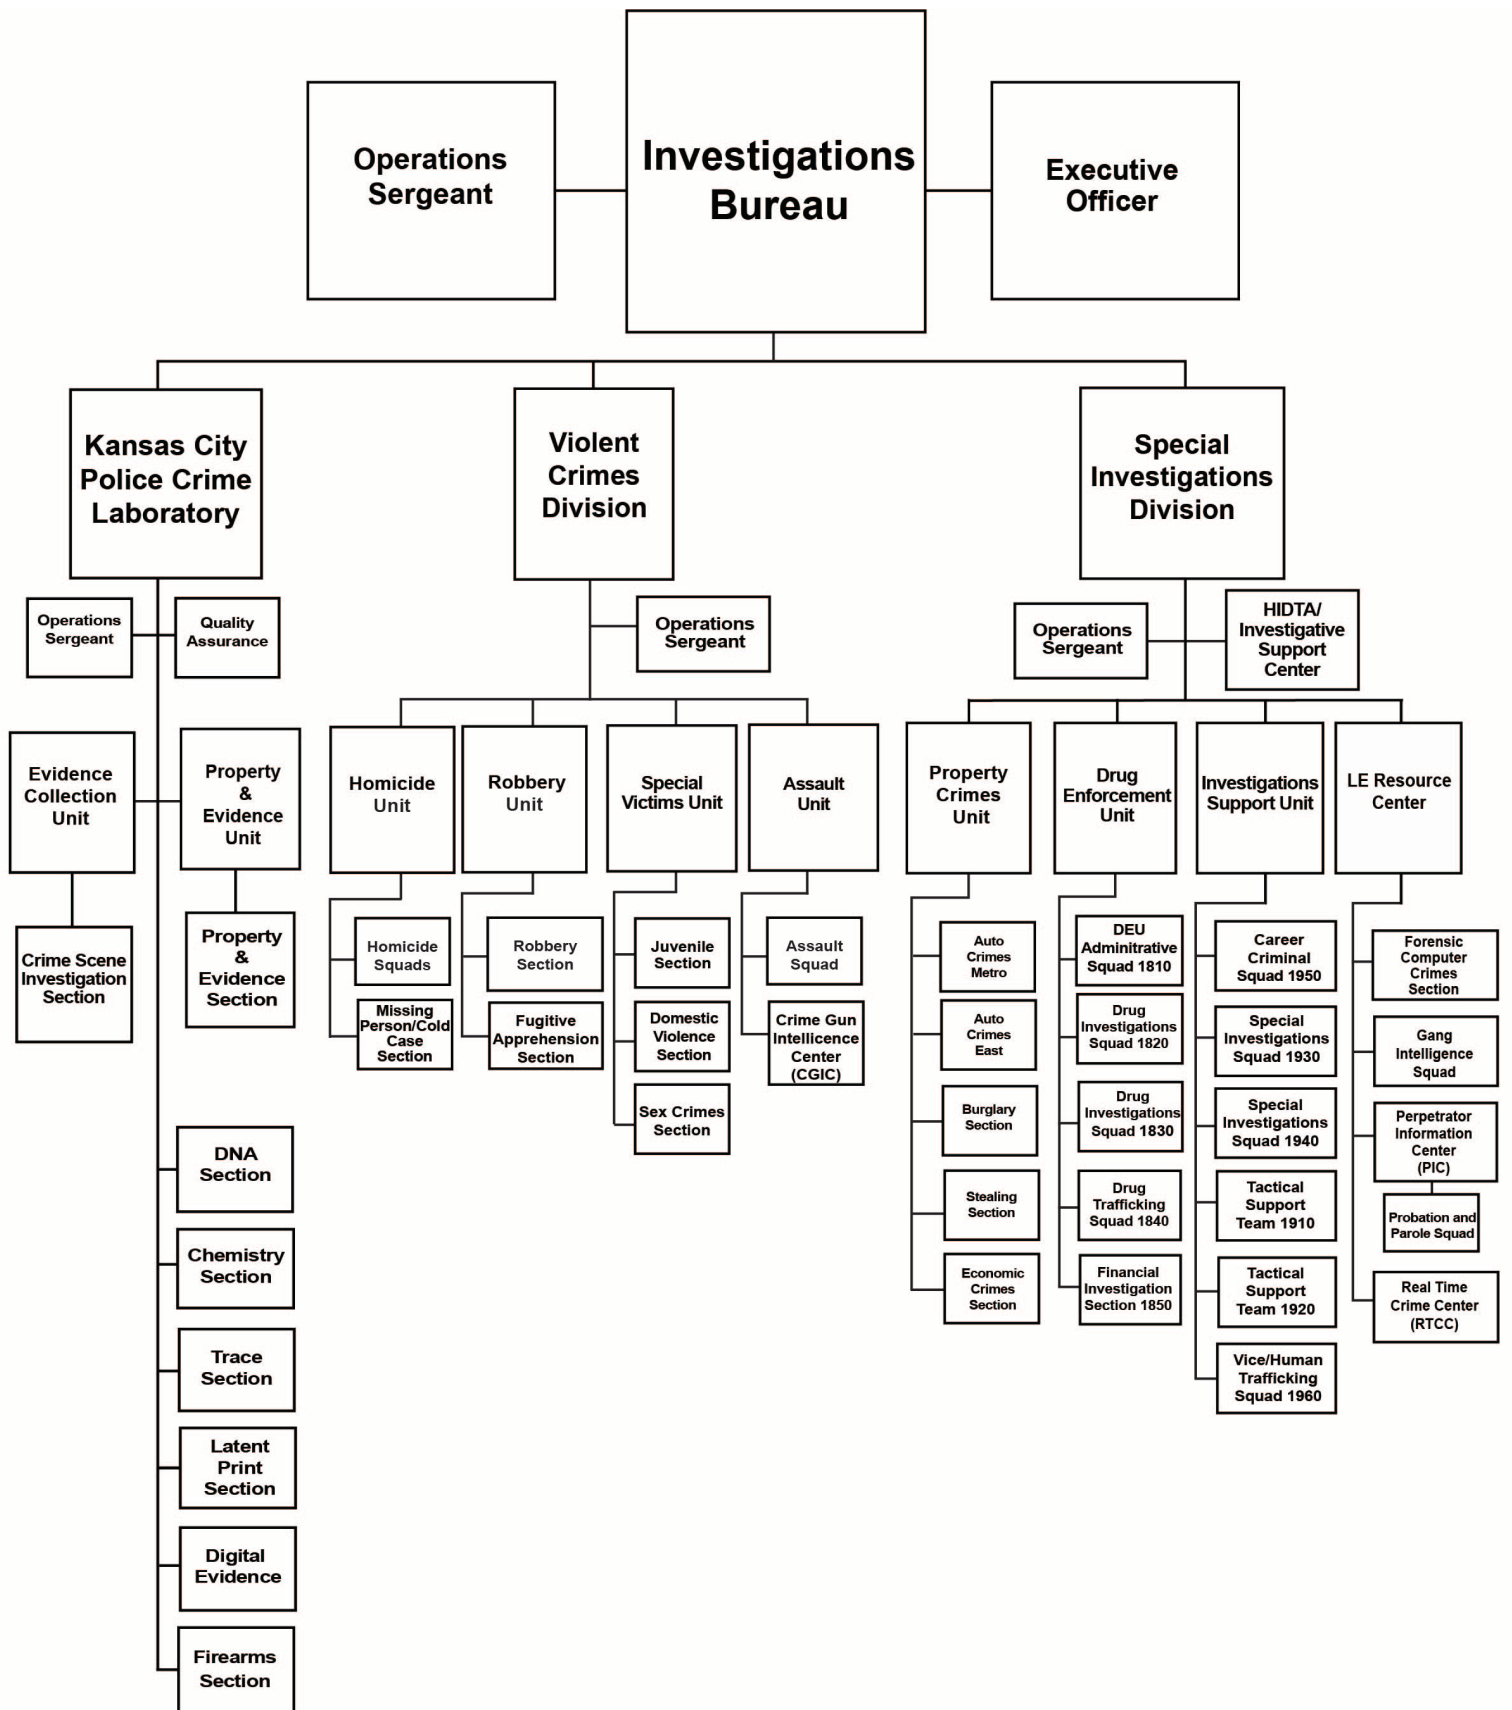 Operations
Sergeant
Investigations
Bureau
Executive
Officer
Kansas City
Police Crime
Laboratory
Violent
Crimes
Division
Special
Investigations
Division
Operations
Sergeant
Quality
Assurance
Operations
Sergeant
Operations
Sergeant
HIDTA/
Investigative
Support
Center
Evidence
Collection
Unit
Property
&
Evidence
Unit
Homicide
Unit
Robbery
Unit
Special
Victims Unit
Assault
Unit
Property
Crimes
Unit
Drug
Enforcement
Unit
Investigations
Support Unit
LE Resource
Center
Crime Scene
Investigation
Section
Property
&
Evidence
Section
Homicide
Squads
Missing
Person/Cold
Case
Section
Robbery
Section
Fugitive
Apprehension
Section
Juvenile
Section
Domestic
Violence
Section
Sex Crimes
Section
Assault
Squad
Crime Gun
Intellicence
Center
(CGIC)
Auto
Crimes
Metro
Auto
Crimes
East
Burglary
Section
Stealing
Section
Economic
Crimes
Section
DEU
Adminitrative
Squad 1810
Drug
Investigations
Squad 1820
Drug
Investigations
Squad 1830
Drug
Trafficking
Squad 1840
Financial
Investigation
Section 1850
Career
Criminal
Squad 1950
Special
Investigations
Squad 1930
Special
Investigations
Squad 1940
Tactical
Support
Team 1910
Tactical
Support
Team 1920
Vice/Human
Trafficking
Squad 1960
Forensic
Computer
Crimes
Section
Gang
Intelligence
Squad
Perpetrator
Information
Center
(PIC)
Probation and
Parole Squad
Real Time
Crime Center
(RTCC)
DNA
Section
Chemistry
Section
Trace
Section
Latent
Print
Section
Digital
Evidence
Firearms
Section